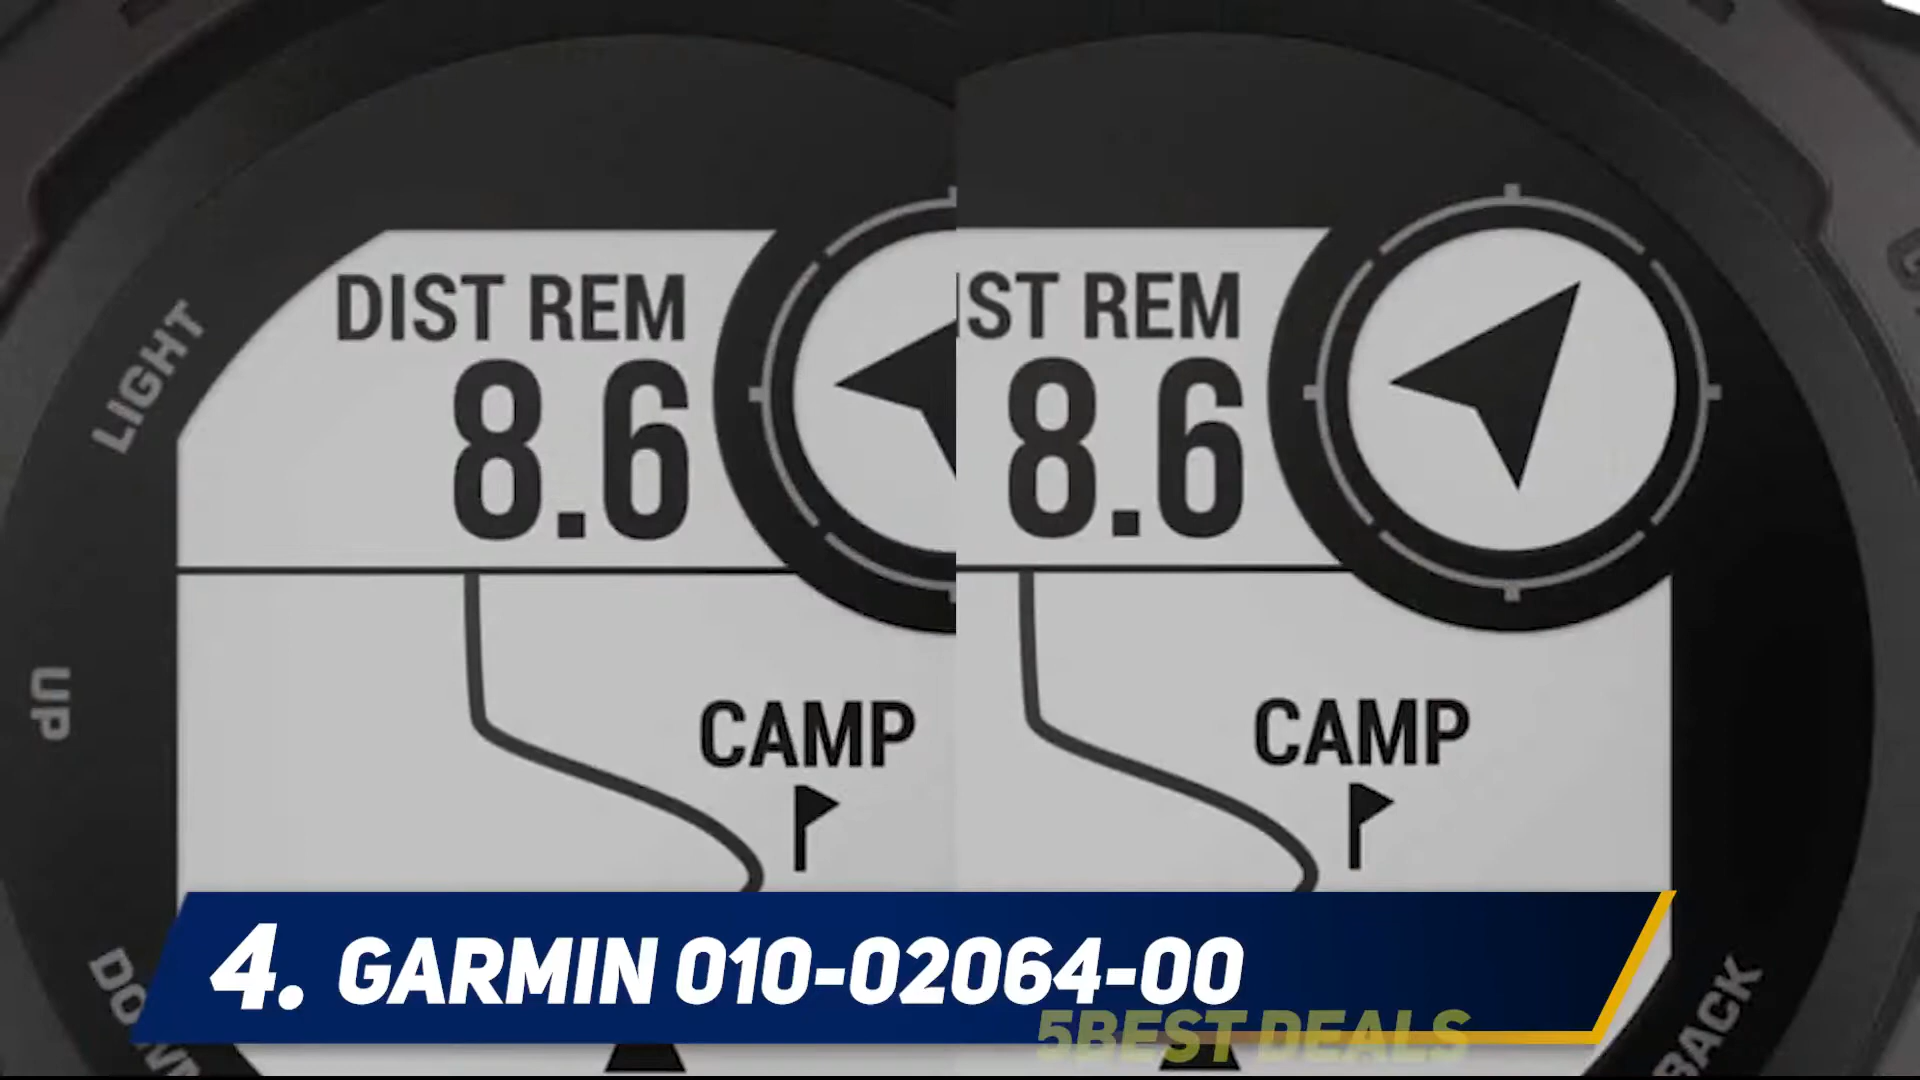 DIST REM
8.6
LIGHT
UP
CAMP
ST REM
8.6
CAMP
4. GARMIN 010-02064-00
5BEST DEALS
BACK